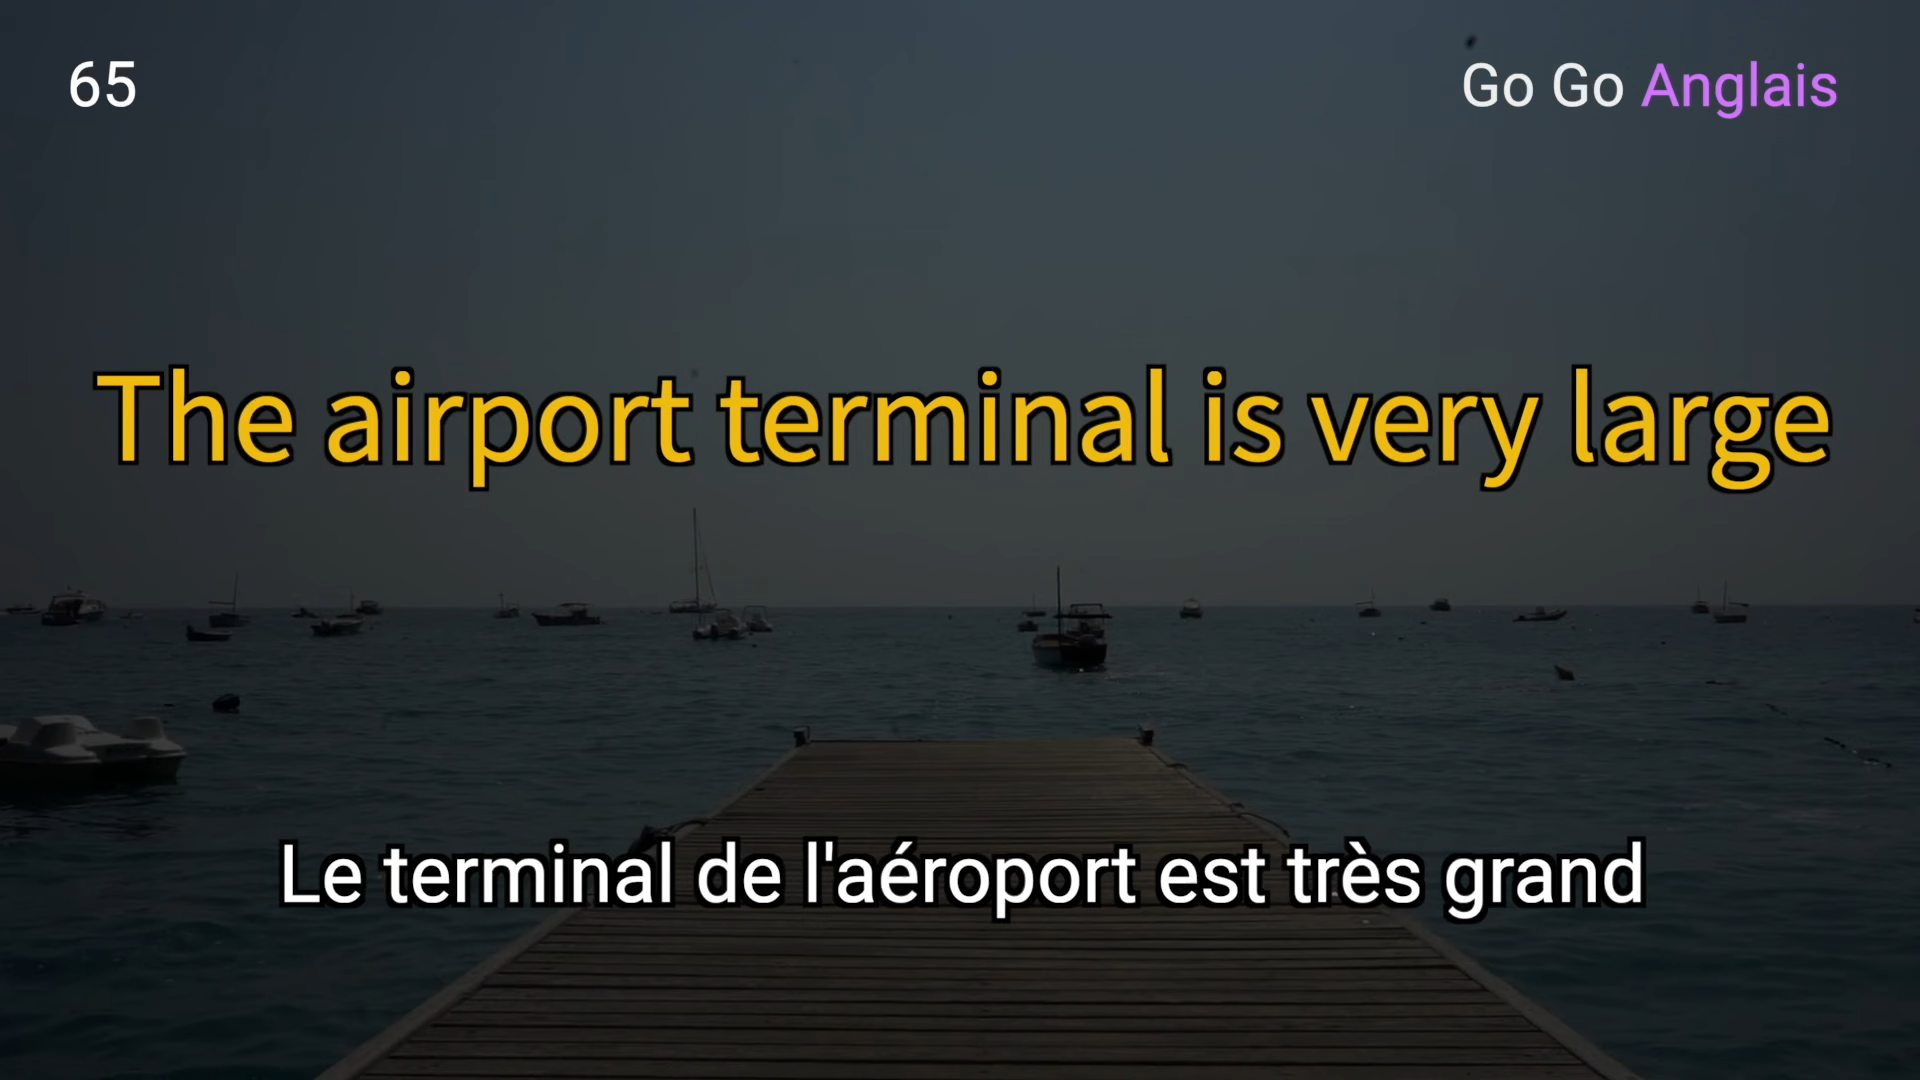 65
Go Go Anglais
The airport terminal is very large
Le terminal de l'aéroport est très grand